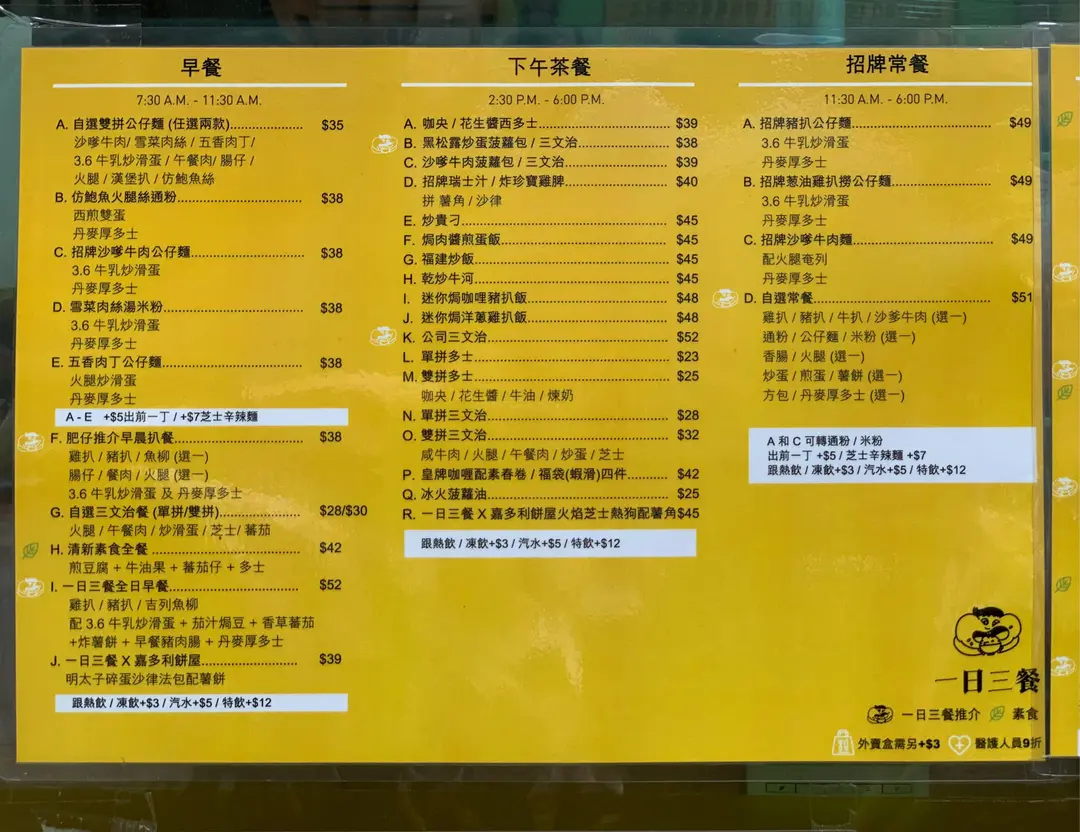 早餐
7:30 A.M. - 11:30 A.M.
A. 自選雙拼公仔麵 (任選兩款)...................... $35
沙嗲牛肉/ 雪菜肉絲 / 五香肉丁 /
3.6 牛乳炒滑蛋 / 午餐肉/ 腸仔 /
火腿 / 漢堡扒 / 仿鮑魚絲
B. 仿鮑魚火腿絲通粉.................................... $38
西煎雙蛋
丹麥厚多士
C. 招牌沙嗲牛肉公仔麵................................. $38
3.6 牛乳炒滑蛋
丹麥厚多士
D. 雪菜肉絲湯米粉....................................... $38
3.6 牛乳炒滑蛋
丹麥厚多士
E. 五香肉丁公仔麵....................................... $38
火腿炒滑蛋
丹麥厚多士
A - E +$5出前一丁 / +$7芝士辛辣麵
F. 肥仔推介早晨扒餐.................................... $38
雞扒 / 豬扒 / 魚柳 (選一)
腸仔 / 餐肉 / 火腿 (選一)
3.6 牛乳炒滑蛋 及 丹麥厚多士
G. 自選三文治餐 (單拼/雙拼)....................... $28/$30
火腿 / 午餐肉 / 炒滑蛋 / 芝士/ 蕃茄
H. 清新素食全餐 ......................................... $42
煎豆腐 + 牛油果 + 蕃茄仔 + 多士
I. 一日三餐全日早餐..................................... $52
雞扒 / 豬扒 / 吉列魚柳
配 3.6 牛乳炒滑蛋 + 茄汁焗豆 + 香草蕃茄
+炸薯餅 + 早餐豬肉腸 + 丹麥厚多士
J. 一日三餐 X 嘉多利餅屋........................... $39
明太子碎蛋沙律法包配薯餅
跟熱飲 / 凍飲+$3 / 汽水+$5 / 特飲+$12
下午茶餐
2:30 P.M. - 6:00 P.M.
A. 咖央 / 花生醬西多士...................................... $39
B. 黑松露炒蛋菠蘿包 / 三文治........................... $38
C. 沙嗲牛肉菠蘿包 / 三文治.............................. $39
D. 招牌瑞士汁 / 炸珍寶雞脾.............................. $40
拼 薯角 / 沙律
E. 炒貴刁........................................................... $45
F. 焗肉醬煎蛋飯................................................. $45
G. 福建炒飯....................................................... $45
H. 乾炒牛河....................................................... $45
I. 迷你焗咖哩豬扒飯.......................................... $48
J. 迷你焗洋蔥雞扒飯.......................................... $48
K. 公司三文治.................................................... $52
L. 單拼多士........................................................ $23
M. 雙拼多士....................................................... $25
咖央 / 花生醬 / 牛油 / 煉奶
N. 單拼三文治.................................................... $28
O. 雙拼三文治.................................................... $32
咸牛肉 / 火腿 / 午餐肉 / 炒蛋 / 芝士
P. 皇牌咖喱配素春卷 / 福袋(蝦滑)四件........... $42
Q. 冰火菠蘿油.................................................... $25
R. 一日三餐 X 嘉多利餅屋火焰芝士熱狗配薯角$45
跟熱飲 / 凍飲+$3 / 汽水+$5 / 特飲+$12
招牌常餐
11:30 A.M. - 6:00 P.M.
A. 招牌豬扒公仔麵........................................ $49
3.6 牛乳炒滑蛋
丹麥厚多士
B. 招牌葱油雞扒撈公仔麵............................. $49
3.6 牛乳炒滑蛋
丹麥厚多士
C. 招牌沙嗲牛肉麵........................................ $49
配火腿奄列
丹麥厚多士
D. 自選常餐.................................................... $51
雞扒 / 豬扒 / 牛扒 / 沙爹牛肉 (選一)
通粉 / 公仔麵 / 米粉 (選一)
香腸 / 火腿 (選一)
炒蛋 / 煎蛋 / 薯餅 (選一)
方包 / 丹麥厚多士 (選一)
A 和 C 可轉通粉 / 米粉
出前一丁 +$5 / 芝士辛辣麵 +$7
跟熱飲 / 凍飲+$3 / 汽水+$5 / 特飲+$12
一日三餐
一日三餐推介 素食
外賣盒需另+$3 醫護人員9折